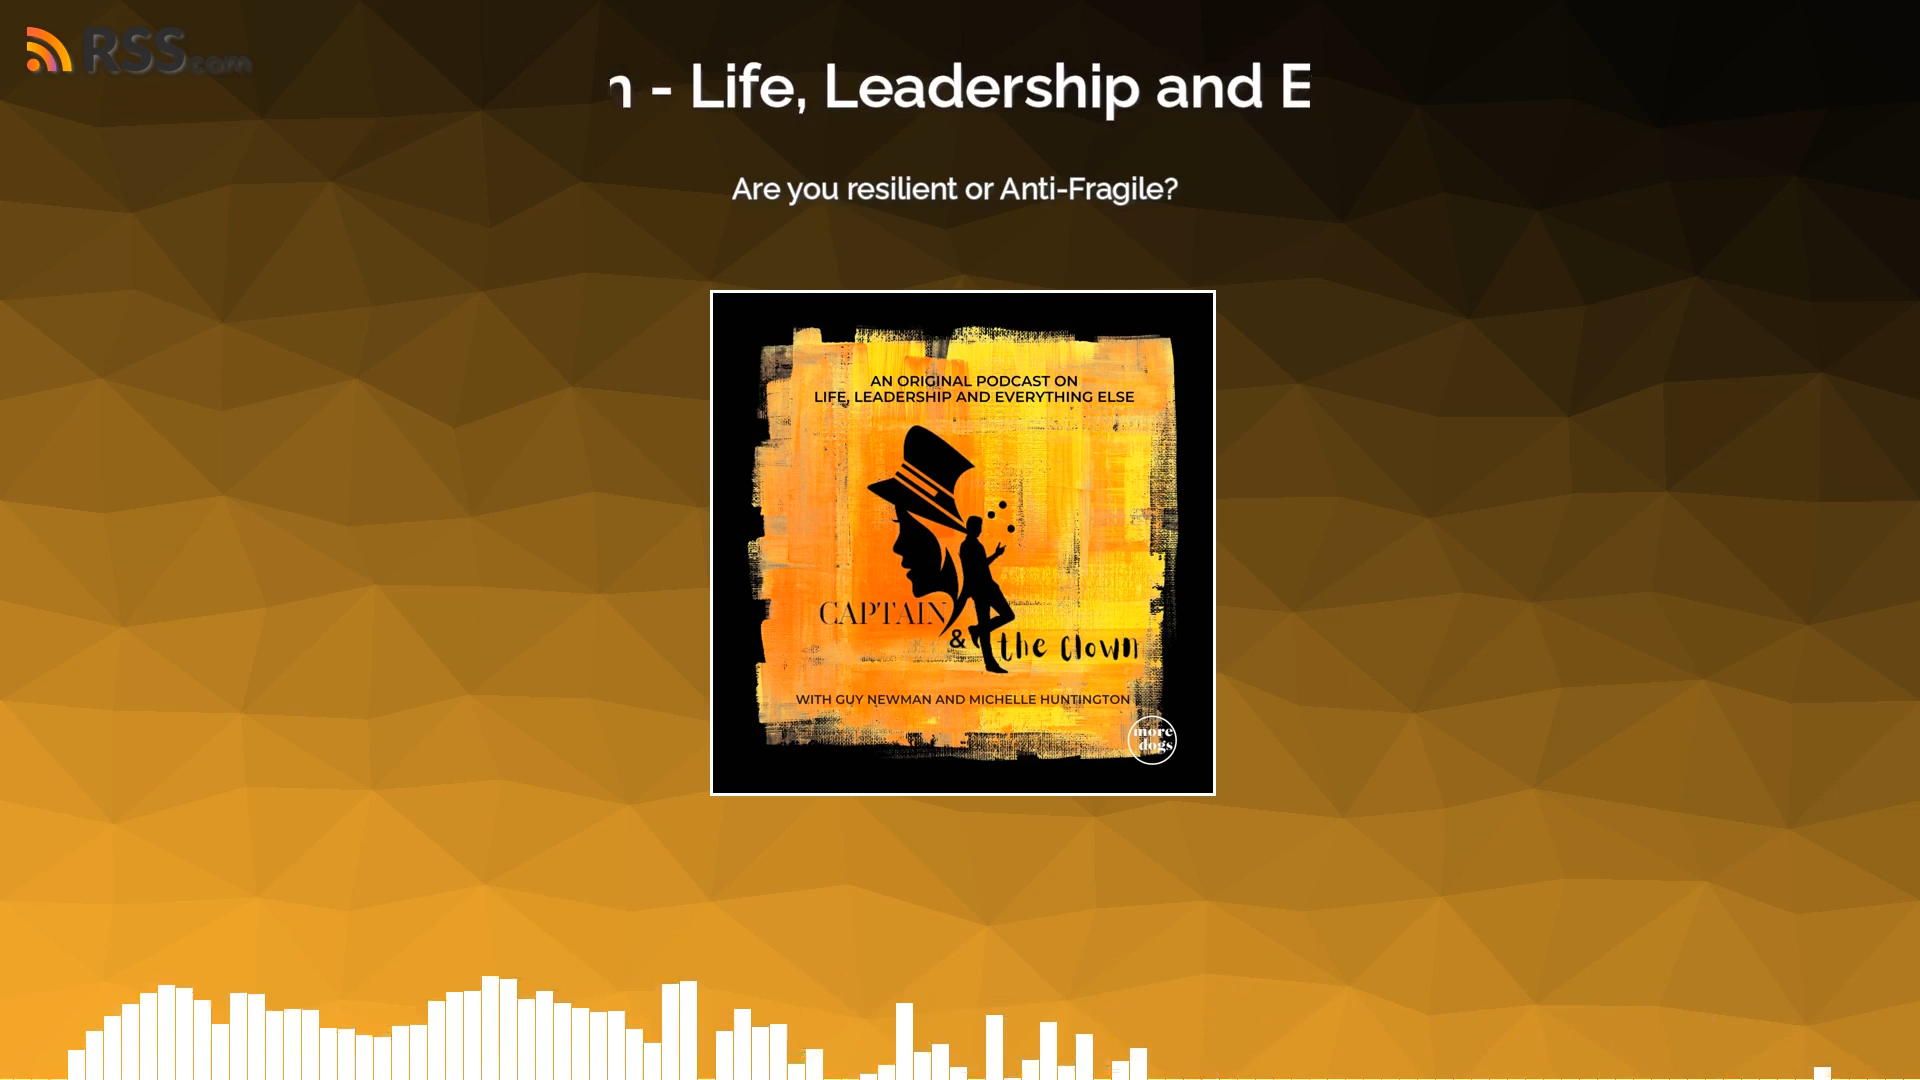 RSS.com
n - Life, Leadership and E
Are you resilient or Anti-Fragile?
AN ORIGINAL PODCAST ON
LIFE, LEADERSHIP AND EVERYTHING ELSE
CAPTAIN
& the Clown
WITH GUY NEWMAN AND MICHELLE HUNTINGTON
more
dogs